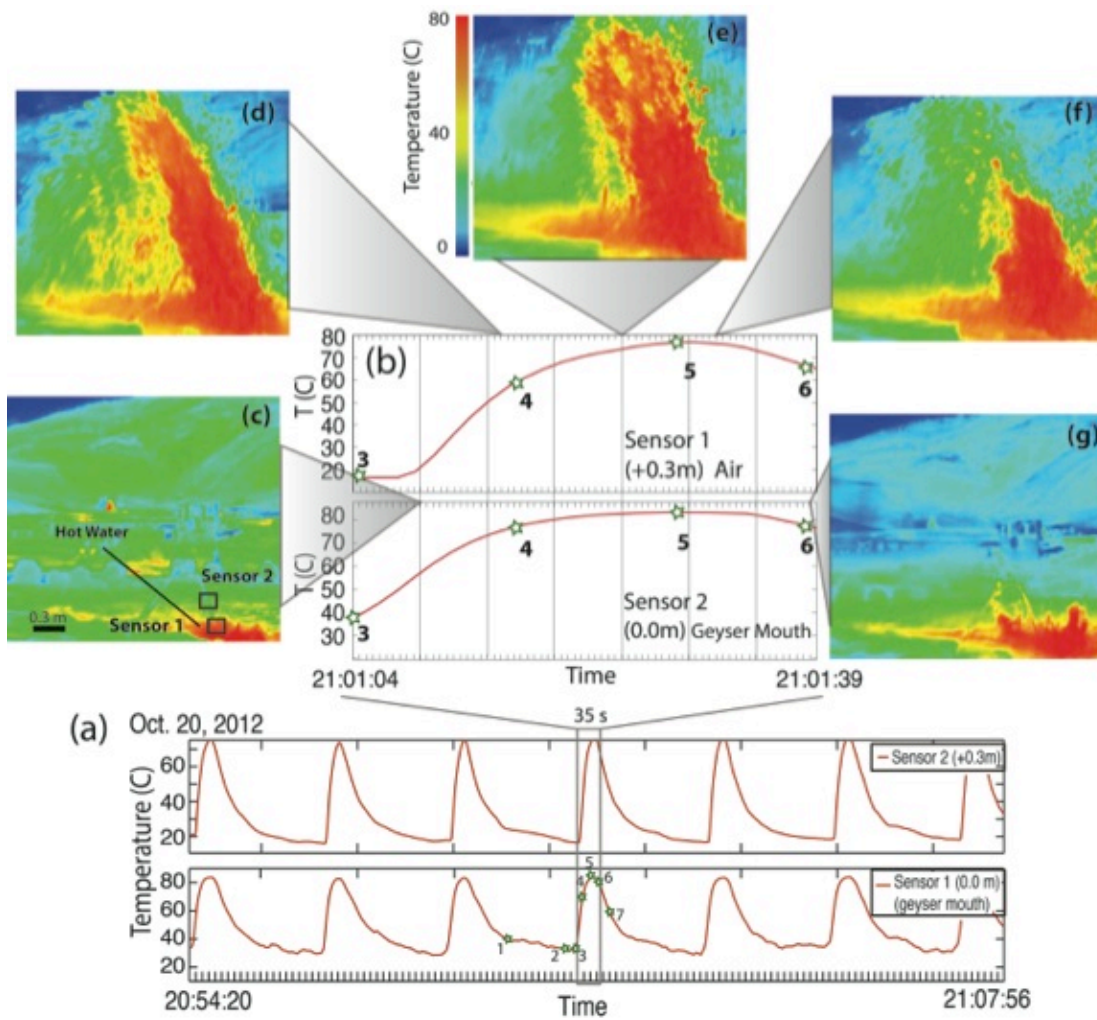 (d)
(e)
(f)
Temperature (C)
80
40
0
(b)
T (C)
80
70
60
50
40
30
20
3
4
5
6
Sensor 1
(+0.3m) Air
(c)
Hot Water
Sensor 2
Sensor 1
0.3 m
T (C)
80
70
60
50
40
30
3
4
5
6
Sensor 2
(0.0m) Geyser Mouth
(g)
21:01:04
Time
21:01:39
35 s
(a)
Oct. 20, 2012
Temperature (C)
60
40
20
Sensor 2 (+0.3m)
80
60
40
20
1
2
3
4
5
6
7
Sensor 1 (0.0 m)
(geyser mouth)
20:54:20
Time
21:07:56